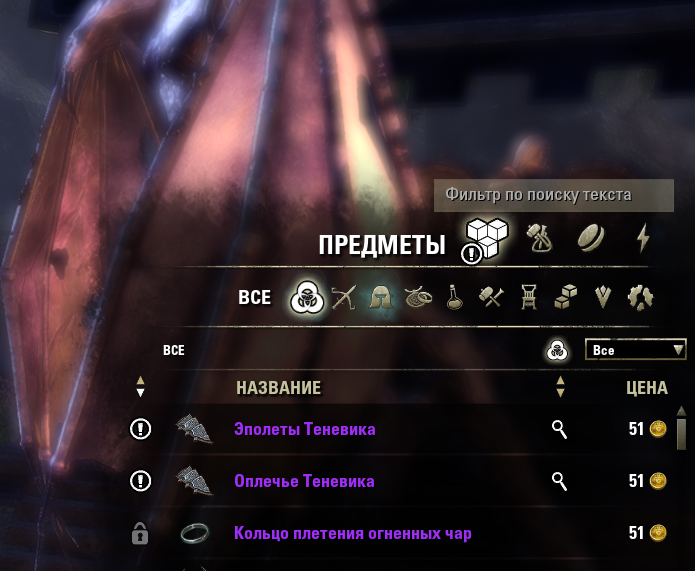 Фильтр по поиску текста
ПРЕДМЕТЫ
ВСЕ
ВСЕ Все
НАЗВАНИЕ ЦЕНА
Эполеты Теневика 51
Оплечье Теневика 51
Кольцо плетения огненных чар 51